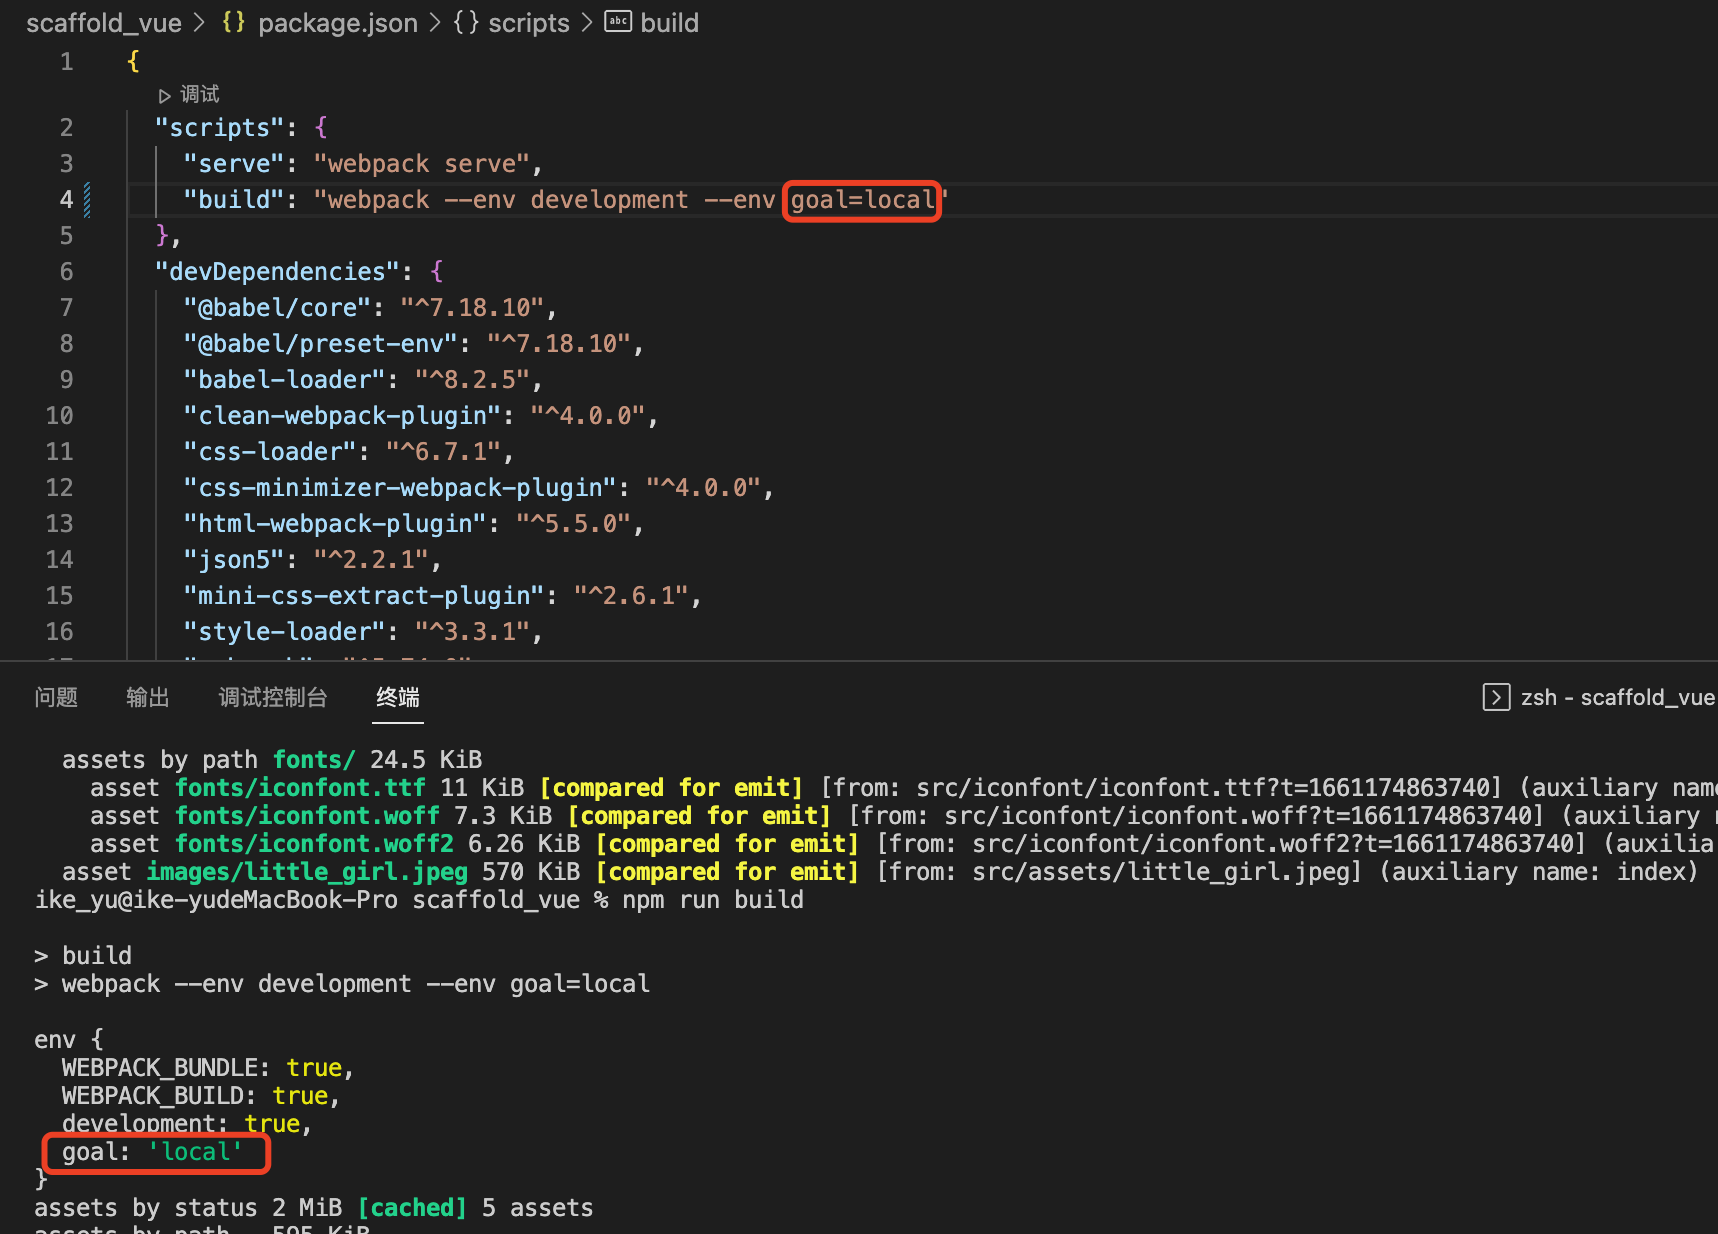 scaffold_vue > {} package.json > {} scripts > abc build
1 {
调试
2 "scripts": {
3 "serve": "webpack serve",
4 "build": "webpack --env development --env goal=local"
5 },
6 "devDependencies": {
7 "@babel/core": "^7.18.10",
8 "@babel/preset-env": "^7.18.10",
9 "babel-loader": "^8.2.5",
10 "clean-webpack-plugin": "^4.0.0",
11 "css-loader": "^6.7.1",
12 "css-minimizer-webpack-plugin": "^4.0.0",
13 "html-webpack-plugin": "^5.5.0",
14 "json5": "^2.2.1",
15 "mini-css-extract-plugin": "^2.6.1",
16 "style-loader": "^3.3.1",
问题 输出 调试控制台 终端 zsh - scaffold_vue
assets by path fonts/ 24.5 KiB
asset fonts/iconfont.ttf 11 KiB [compared for emit] [from: src/iconfont/iconfont.ttf?t=1661174863740] (auxiliary name
asset fonts/iconfont.woff 7.3 KiB [compared for emit] [from: src/iconfont/iconfont.woff?t=1661174863740] (auxiliary
asset fonts/iconfont.woff2 6.26 KiB [compared for emit] [from: src/iconfont/iconfont.woff2?t=1661174863740] (auxilia
asset images/little_girl.jpeg 570 KiB [compared for emit] [from: src/assets/little_girl.jpeg] (auxiliary name: index)
ike_yu@ike-yudeMacBook-Pro scaffold_vue % npm run build
> build
> webpack --env development --env goal=local
env {
WEBPACK_BUNDLE: true,
WEBPACK_BUILD: true,
development: true,
goal: 'local'
}
assets by status 2 MiB [cached] 5 assets
assets by path 595 KiB